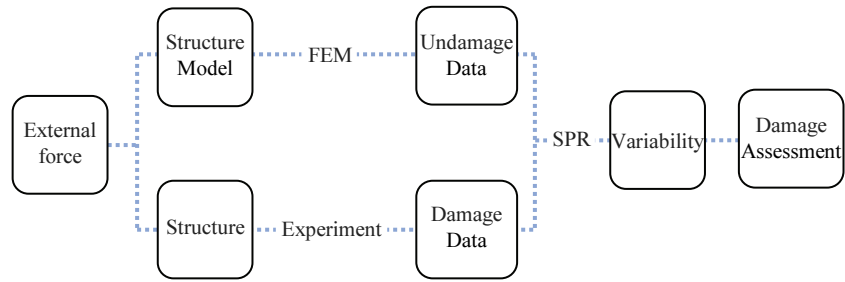 External
force
Structure
Model
FEM
Undamage
Data
Structure
Experiment
Damage
Data
SPR
Variability
Damage
Assessment